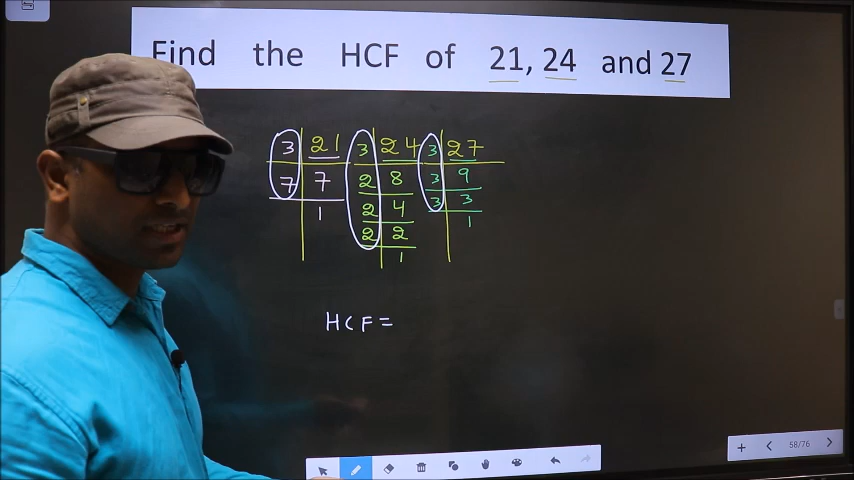 Find the HCF of 21, 24 and 27
3 21 3 24 3 27
7 7 2 8 3 9
1 2 4 3 3
2 2 1
1
HCF =
58/76